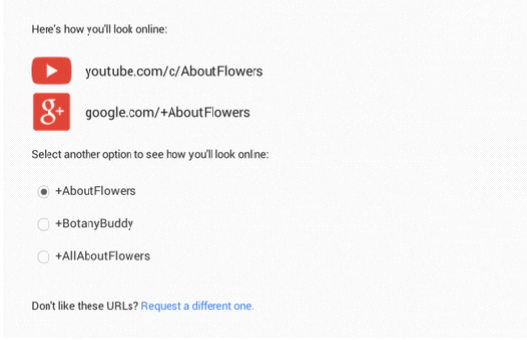 Here's how you'll look online:
youtube.com/c/AboutFlowers
g+
google.com/+AboutFlowers
Select another option to see how you'll look online:
+AboutFlowers
+BotanyBuddy
+AllAboutFlowers
Don't like these URLs? Request a different one.